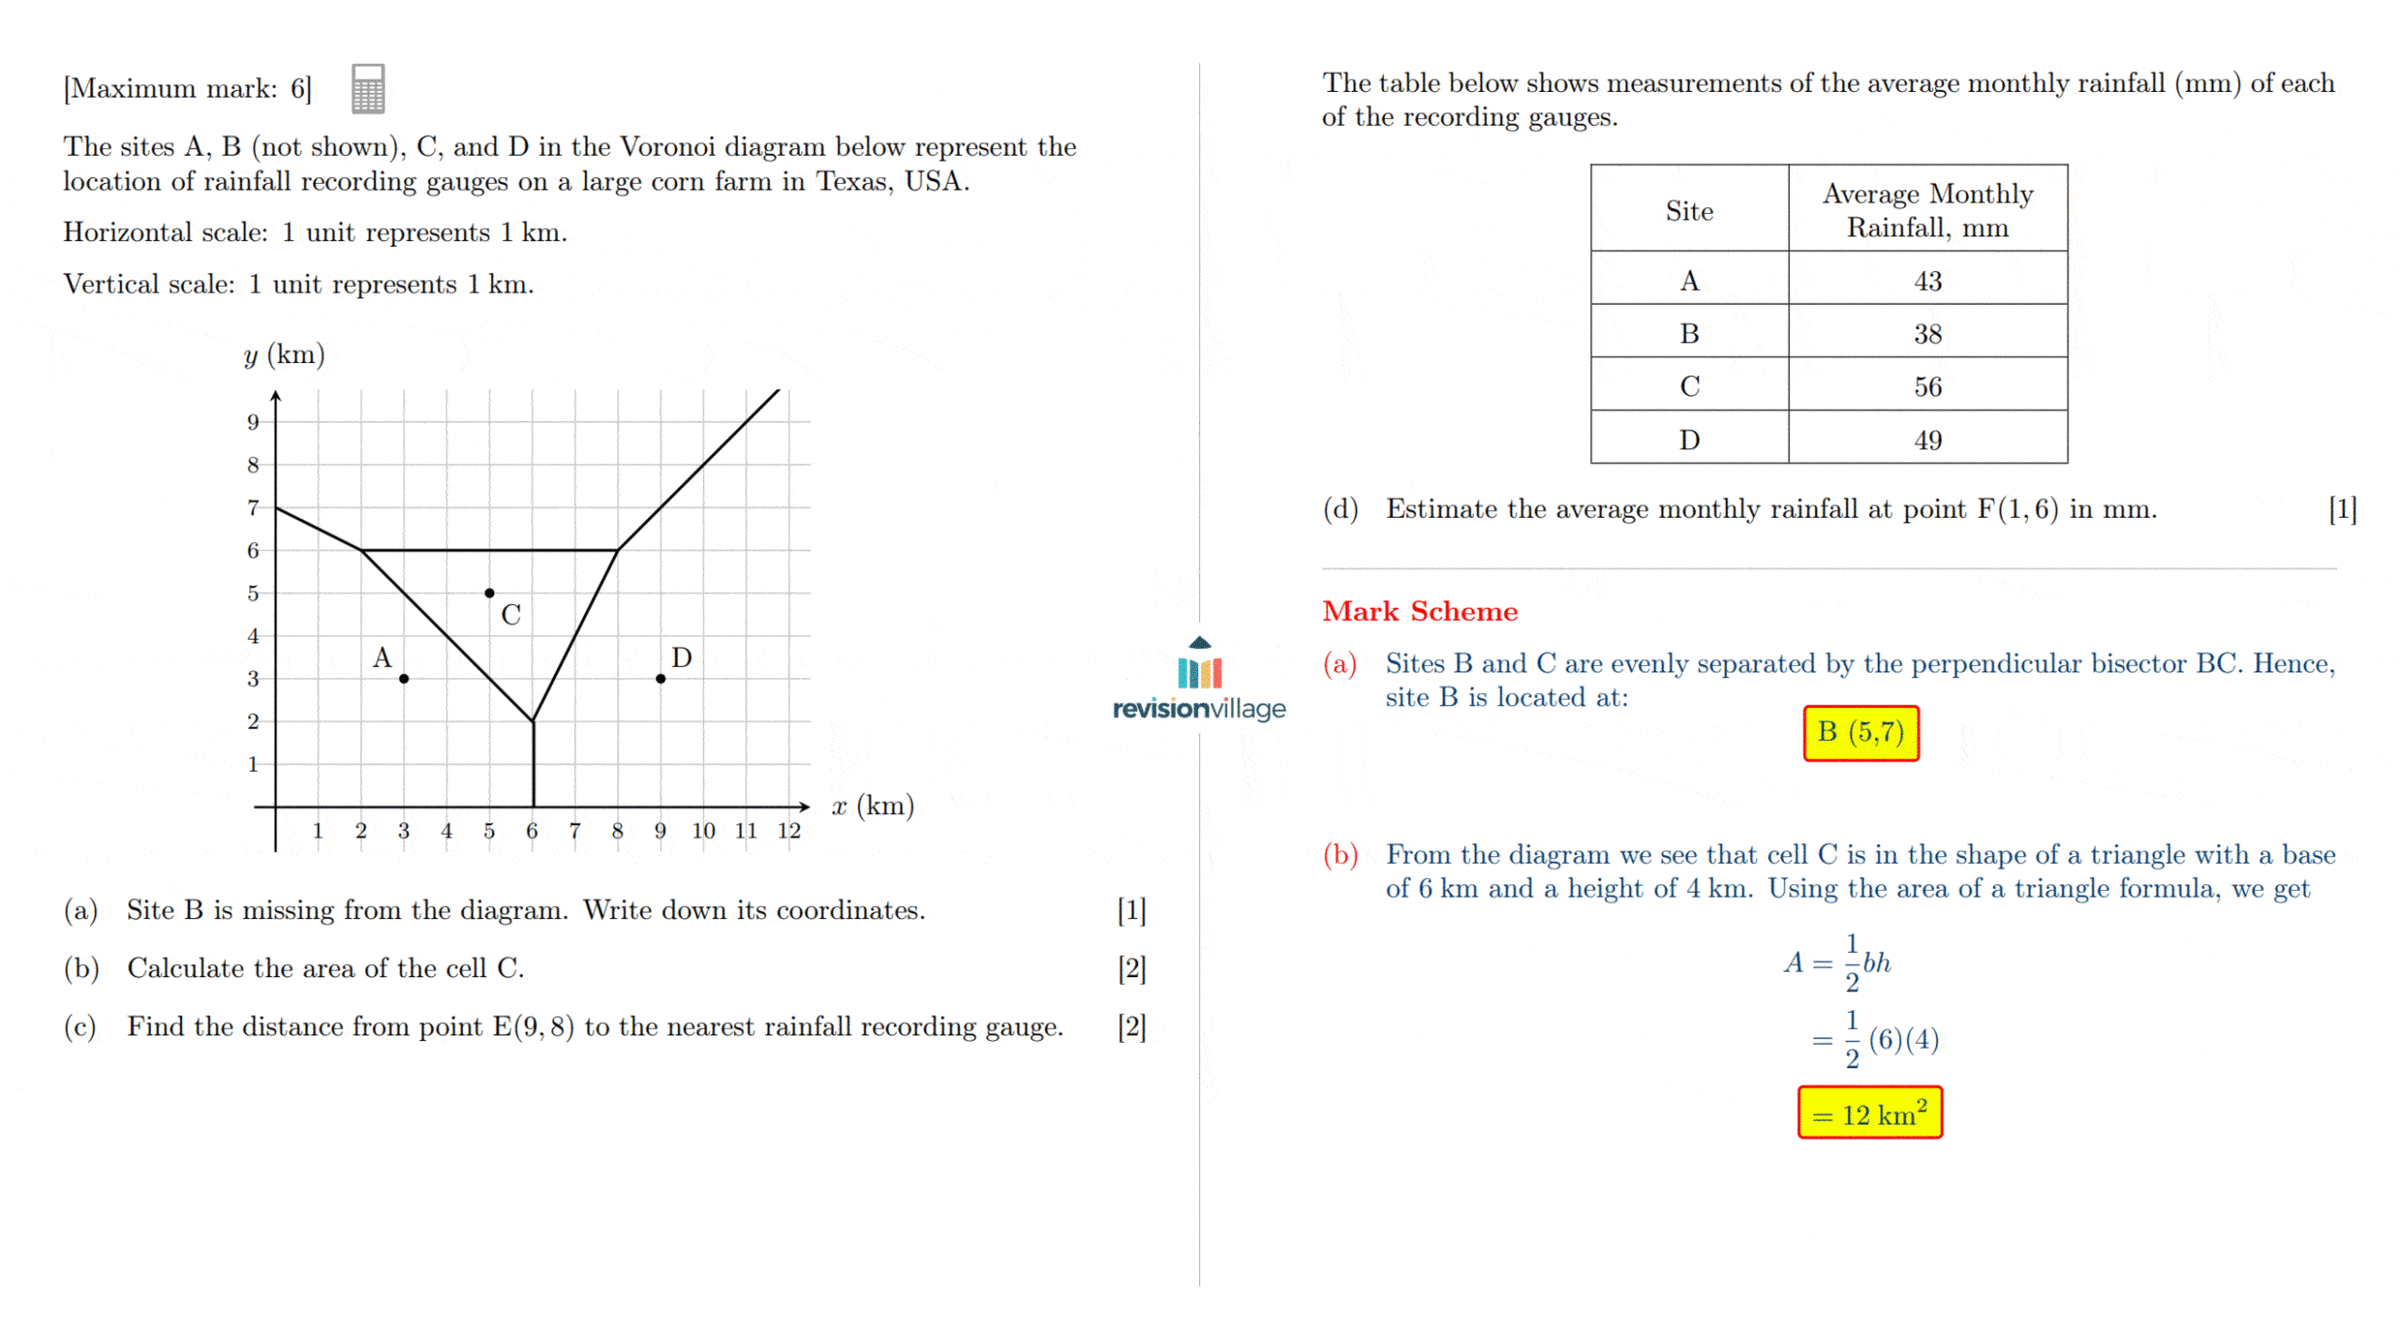 [Maximum mark: 6]
The sites A, B (not shown), C, and D in the Voronoi diagram below represent the
location of rainfall recording gauges on a large corn farm in Texas, USA.
Horizontal scale: 1 unit represents 1 km.
Vertical scale: 1 unit represents 1 km.
y (km)
9
8
7
6
5
4
3
2
1
C
A
D
x (km)
1 2 3 4 5 6 7 8 9 10 11 12
(a) Site B is missing from the diagram. Write down its coordinates. [1]
(b) Calculate the area of the cell C. [2]
(c) Find the distance from point E(9, 8) to the nearest rainfall recording gauge. [2]
revisionvillage
The table below shows measurements of the average monthly rainfall (mm) of each
of the recording gauges.
Site Average Monthly
Rainfall, mm
A 43
B 38
C 56
D 49
(d) Estimate the average monthly rainfall at point F(1, 6) in mm. [1]
Mark Scheme
(a) Sites B and C are evenly separated by the perpendicular bisector BC. Hence,
site B is located at:
B (5,7)
(b) From the diagram we see that cell C is in the shape of a triangle with a base
of 6 km and a height of 4 km. Using the area of a triangle formula, we get
A = 1/2 bh
= 1/2 (6)(4)
= 12 km²